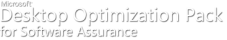 Microsoft
Desktop Optimization Pack
for Software Assurance